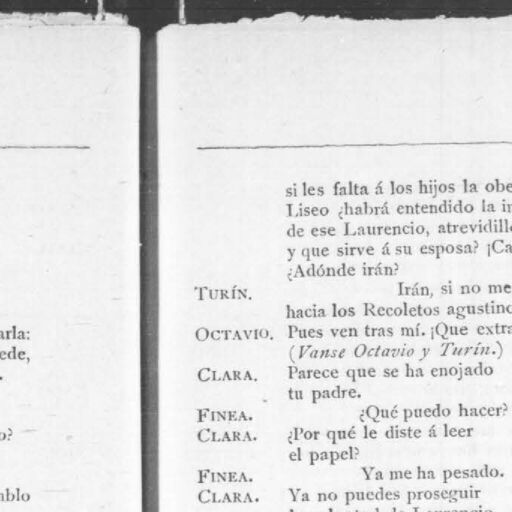 arla:
ede,
o?
ablo
si les falta á los hijos la obe
Liseo ¿habrá entendido la in
de ese Laurencio, atrevidill
y que sirve á su esposa? ¡Ca
¿Adónde irán?
TURÍN. Irán, si no me
hacia los Recoletos agustino
OCTAVIO. Pues ven tras mí. ¡Que extra
(Vanse Octavio y Turín.)
CLARA. Parece que se ha enojado
tu padre.
FINEA. ¿Qué puedo hacer?
CLARA. ¿Por qué le diste á leer
el papel?
FINEA. Ya me ha pesado.
CLARA. Ya no puedes proseguir